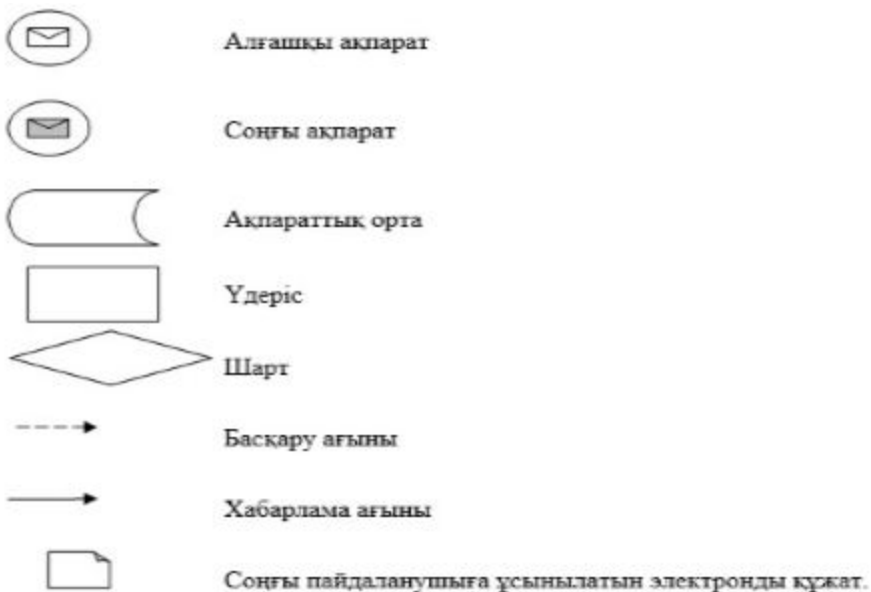 Алғашқы ақпарат
Соңғы ақпарат
Ақпараттық орта
Үдеріс
Шарт
Басқару ағыны
Хабарлама ағыны
Соңғы пайдаланушыға ұсынылатын электронды құжат.